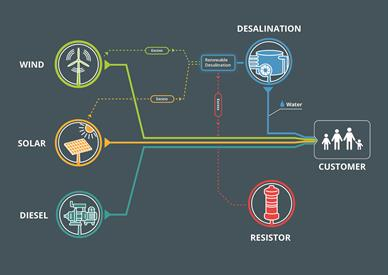 DESALINATION
WIND
Excess
Renewable
Desalination
Excess
Excess
Water
SOLAR
CUSTOMER
DIESEL
RESISTOR